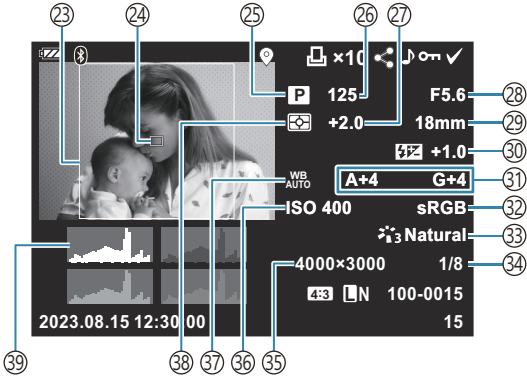 ㉓ ㉔ ㉕ ㉖ ㉗
×10
P 125 F5.6 ㉘
+2.0 18mm ㉙
+1.0 ㉚
WB AUTO A+4 G+4 ㉛
ISO 400 sRGB ㉜
3 Natural ㉝
4000×3000 1/8 ㉞
4:3 LN 100-0015
2023.08.15 12:30:00 15
㊴ ㊳ ㊲ ㊱ ㉟